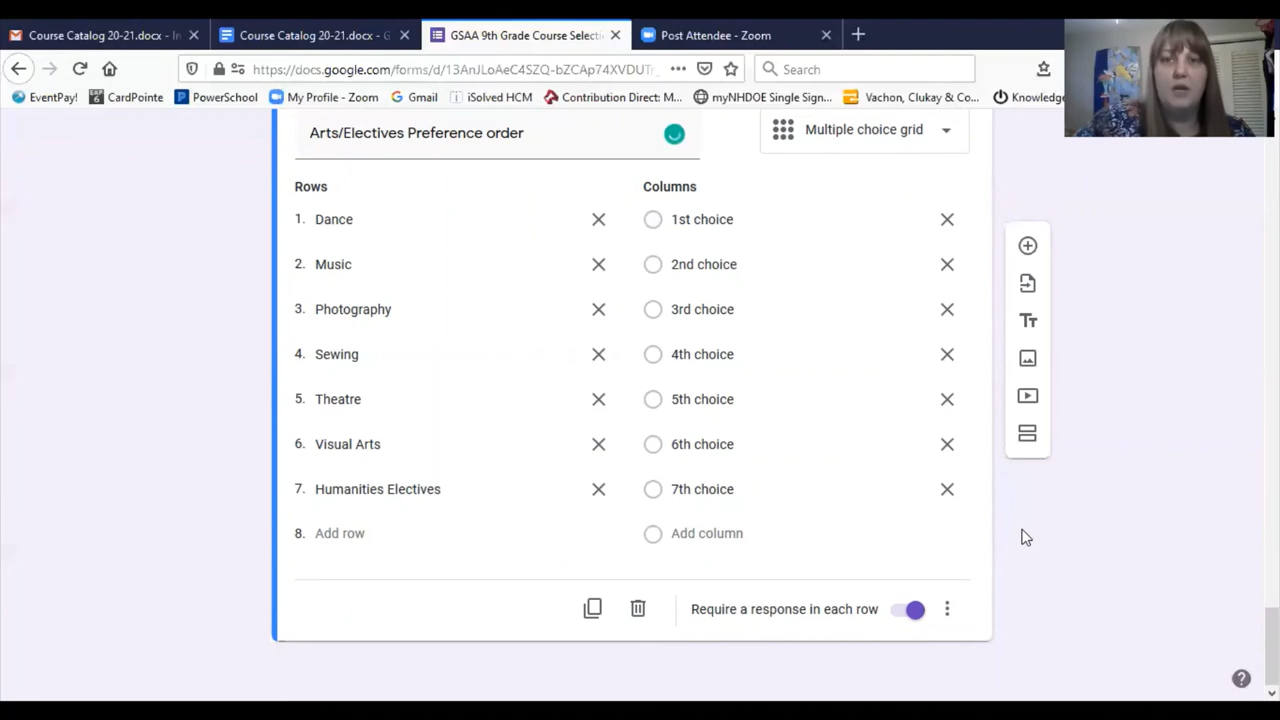 Course Catalog 20-21.docx - In
Course Catalog 20-21.docx - G
GSAA 9th Grade Course Selecti
Post Attendee - Zoom
https://docs.google.com/forms/d/13AnJLoAeC4SZQ-bZCAp74XVDUTr
Search
EventPay!
CardPointe
PowerSchool
My Profile - Zoom
Gmail
iSolved HCM
Contribution Direct: M...
myNHDOE Single Sign...
Vachon, Clukay & Co...
Knowledge
Arts/Electives Preference order
Multiple choice grid
Rows
Columns
1. Dance
1st choice
2. Music
2nd choice
3. Photography
3rd choice
4. Sewing
4th choice
5. Theatre
5th choice
6. Visual Arts
6th choice
7. Humanities Electives
7th choice
8. Add row
Add column
Require a response in each row